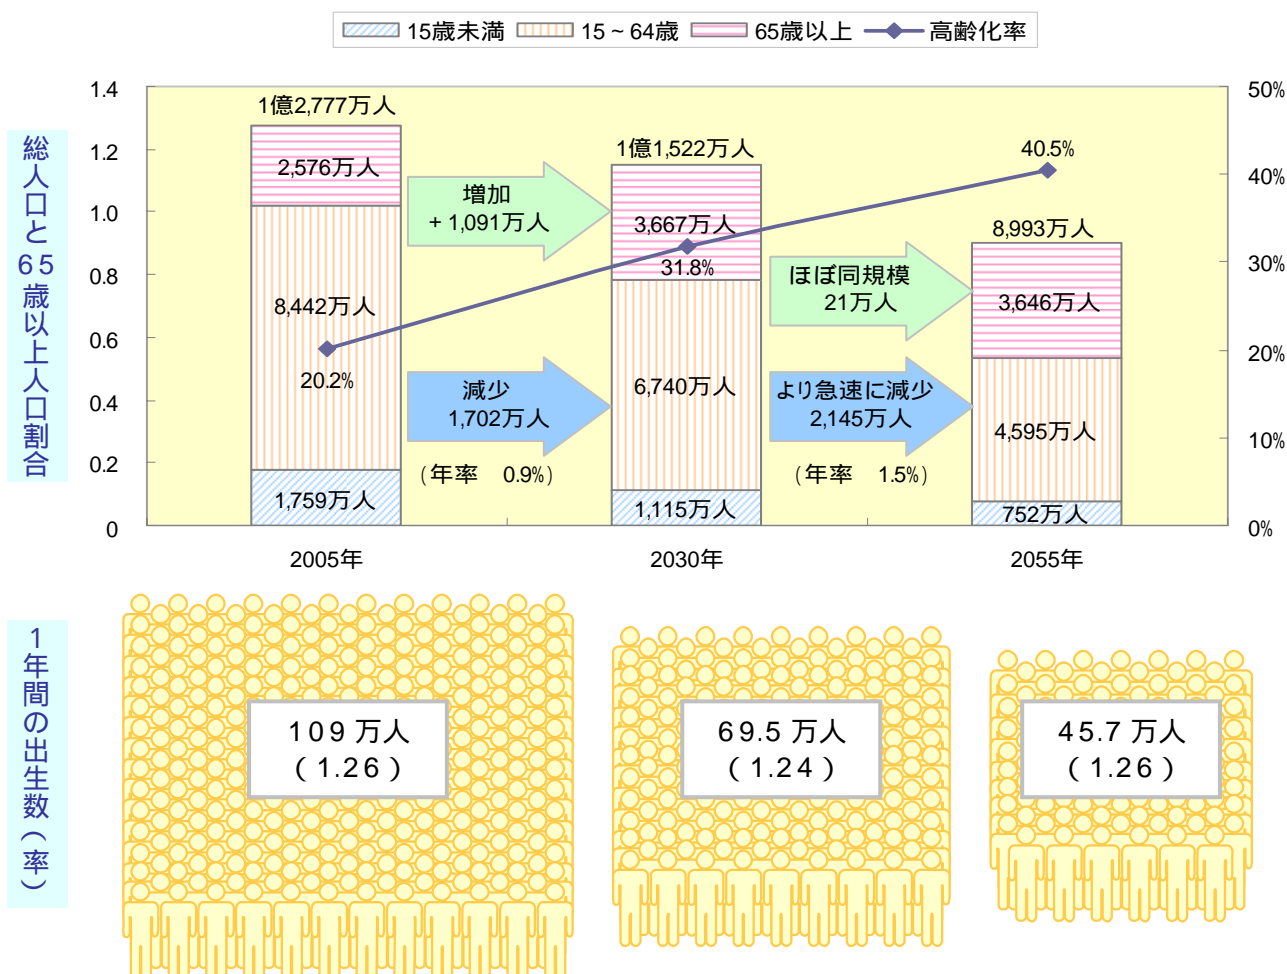 15歳未満 15~64歳 65歳以上 高齢化率
総人口と65歳以上人口割合
1.4
1.2
1.0
0.8
0.6
0.4
0.2
0
50%
40%
30%
20%
10%
0%
1億2,777万人
2,576万人
8,442万人
20.2%
1,759万人
増加
+1,091万人
減少
1,702万人
(年率 0.9%)
1億1,522万人
3,667万人
31.8%
6,740万人
1,115万人
ほぼ同規模
21万人
より急速に減少
2,145万人
(年率 1.5%)
40.5%
8,993万人
3,646万人
4,595万人
752万人
2005年 2030年 2055年
1年間の出生数(率)
109万人
(1.26)
69.5万人
(1.24)
45.7万人
(1.26)